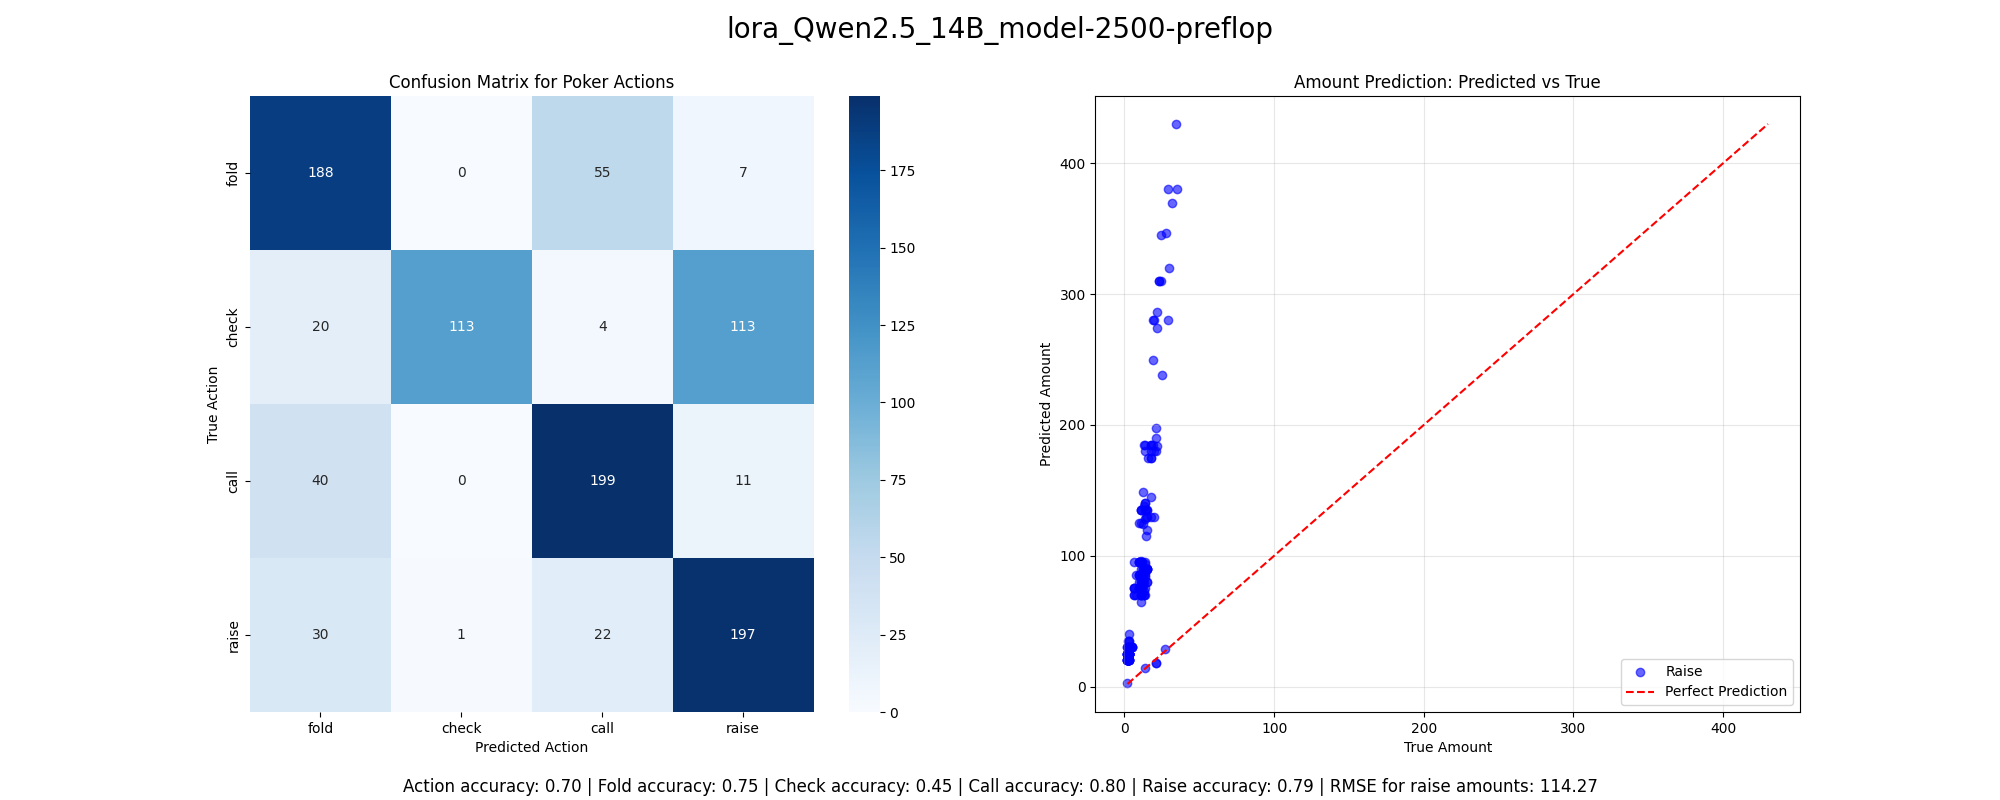 lora_Qwen2.5_14B_model-2500-preflop
Confusion Matrix for Poker Actions
fold
check
call
raise
True Action
188 0 55 7
20 113 4 113
40 0 199 11
30 1 22 197
fold check call raise
Predicted Action
175
150
125
100
75
50
25
0
Amount Prediction: Predicted vs True
Predicted Amount
400
300
200
100
0
0 100 200 300 400
True Amount
Raise
Perfect Prediction
Action accuracy: 0.70 | Fold accuracy: 0.75 | Check accuracy: 0.45 | Call accuracy: 0.80 | Raise accuracy: 0.79 | RMSE for raise amounts: 114.27